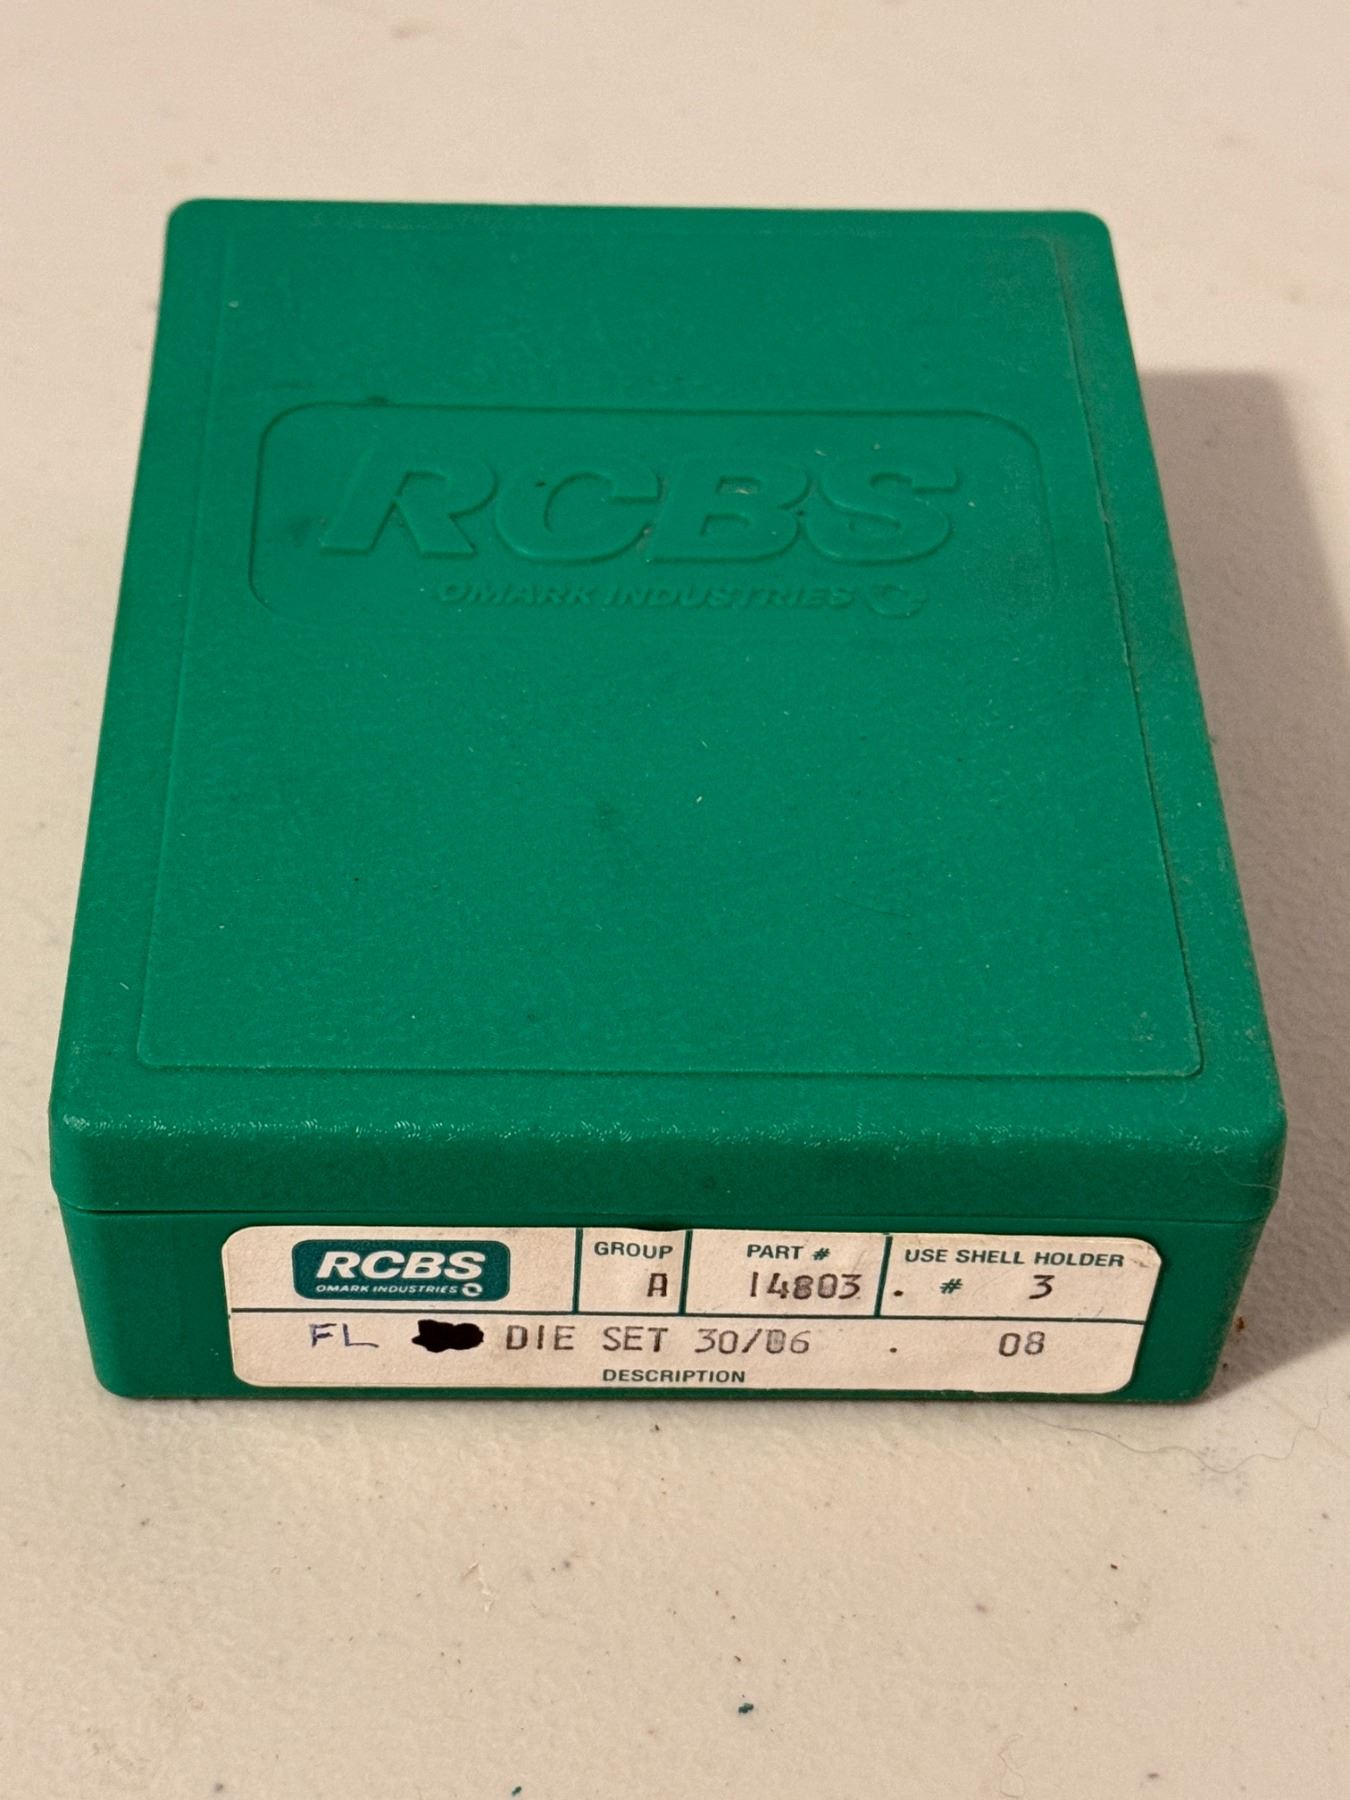 RCBS
OMARK INDUSTRIES
RCBS
OMARK INDUSTRIES
GROUP
A
PART #
14803
USE SHELL HOLDER
. # 3
FL DIE SET 30/06 . 08
DESCRIPTION